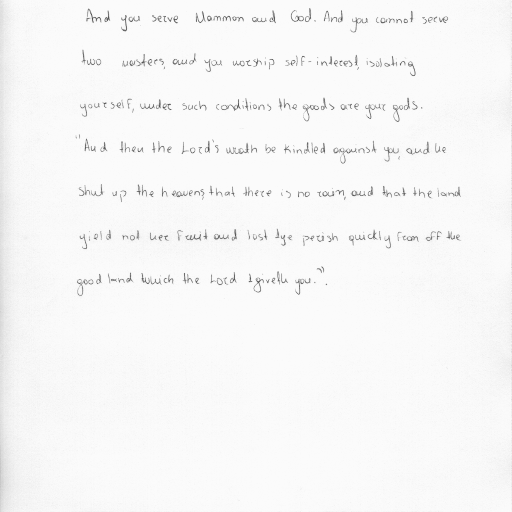 And you serve Mammon and God. And you cannot serve
two masters, and you worship self-interest, isolating
yourself, under such conditions the goods are your gods.
"And then the Lord's wrath be kindled against you, and he
shut up the heavens, that there is no rain, and that the land
yield not her fruit and lest ye perish quickly from off the
good land which the Lord giveth you.".